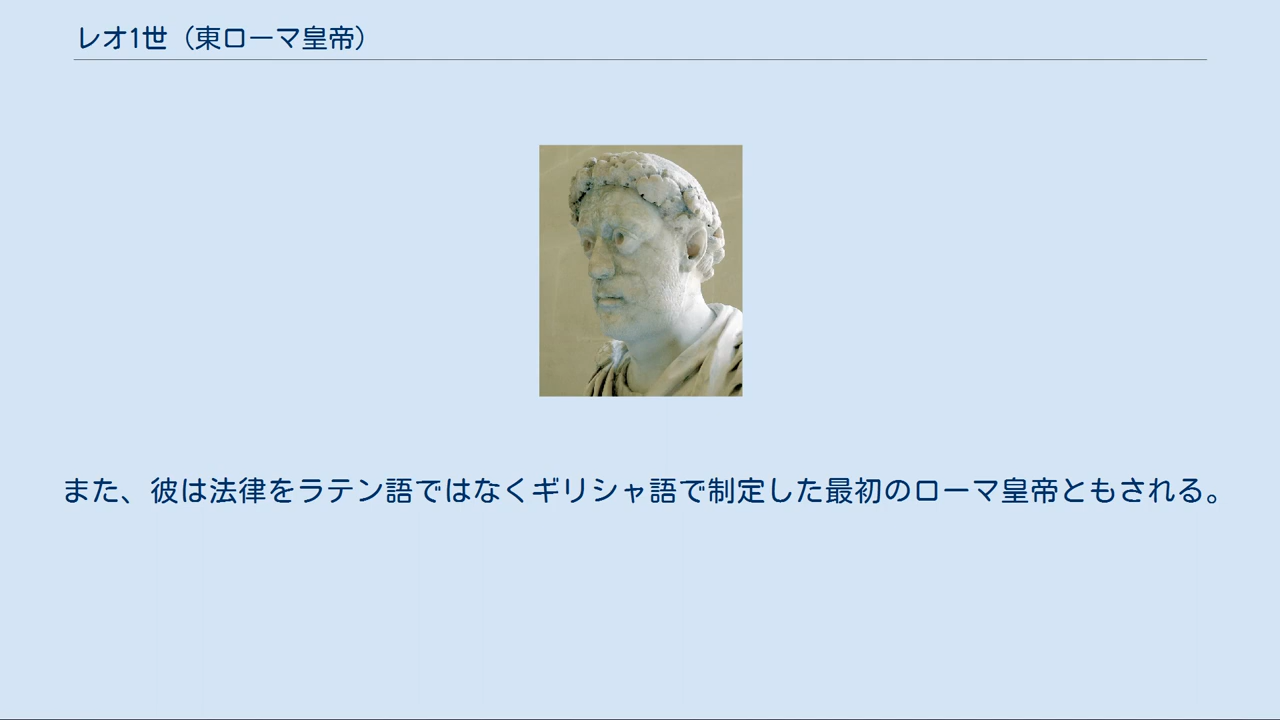 レオ1世（東ローマ皇帝）
また、彼は法律をラテン語ではなくギリシャ語で制定した最初のローマ皇帝ともされる。